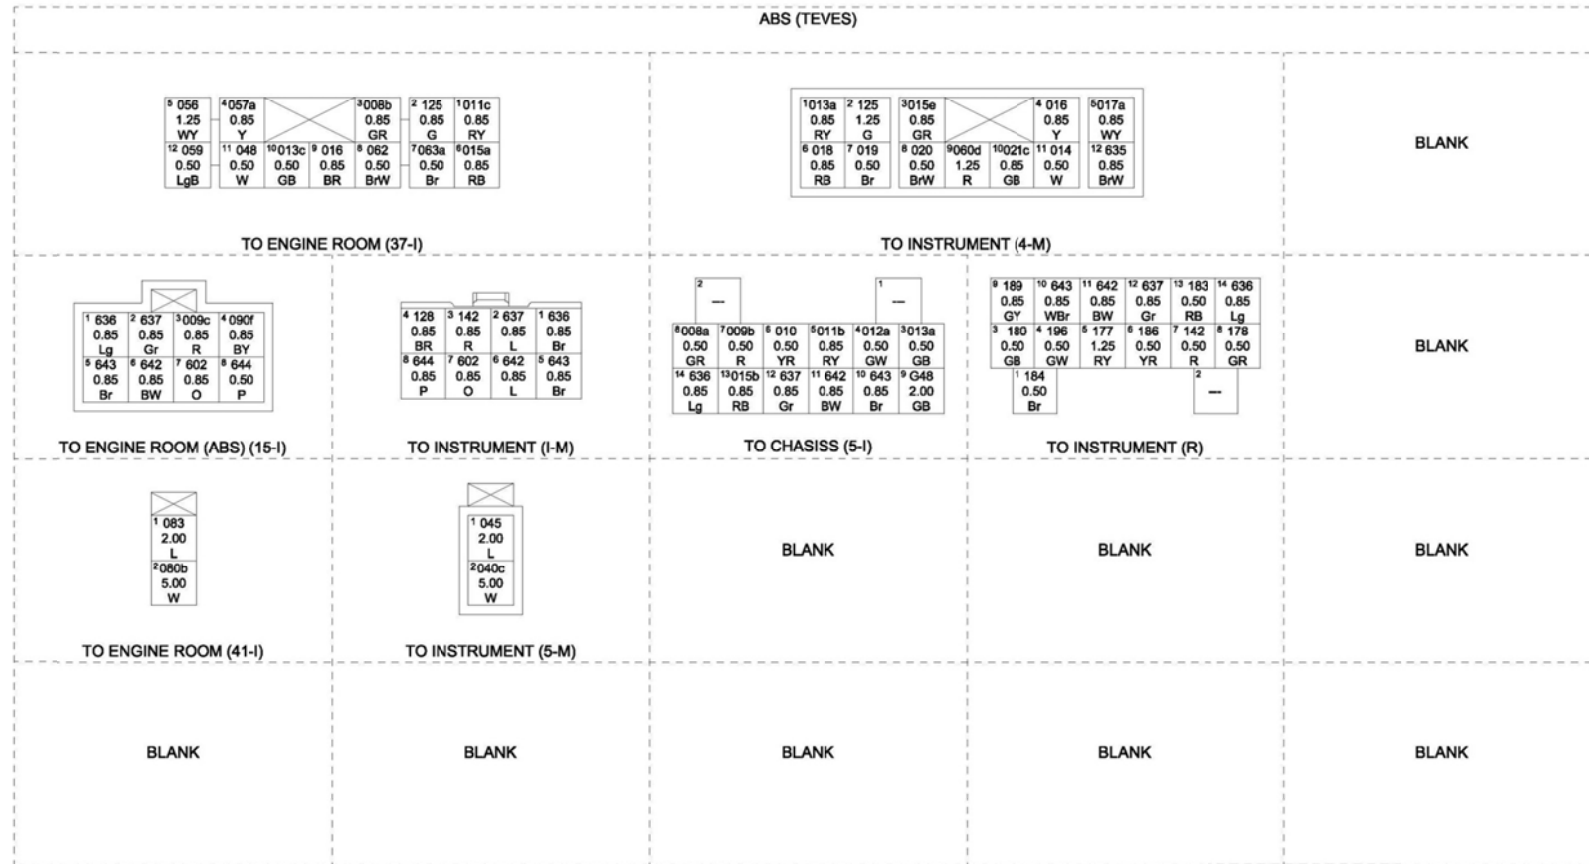 ABS (TEVES)
5 056 4 057a 3 008b 2 125 1 011c
1.25 0.85 0.85 0.85 0.85
WY Y GR G RY
12 059 11 048 10 013c 9 016 8 062 7 063a 6 015a
0.50 0.50 0.50 0.85 0.50 0.50 0.85
LgB W GB BR BrW Br RB
TO ENGINE ROOM (37-I)
1 013a 2 125 3 015e 4 016 5 017a
0.85 1.25 0.85 0.85 0.85
RY G GR Y WY
6 018 7 019 8 020 9 060d 10 021c 11 014 12 635
0.85 0.50 0.50 1.25 0.85 0.50 0.85
RB Br BrW R GB W BrW
TO INSTRUMENT (4-M)
BLANK
1 636 2 637 3 009c 4 090f
0.85 0.85 0.85 0.85
Lg Gr R BY
5 643 6 642 7 602 8 644
0.85 0.85 0.85 0.50
Br BW O P
TO ENGINE ROOM (ABS) (15-I)
4 128 3 142 2 637 1 636
0.85 0.85 0.85 0.85
BR R L Br
8 644 7 602 6 642 5 643
0.85 0.85 0.85 0.85
P O L Br
TO INSTRUMENT (I-M)
2 1
--- ---
8 008a 7 009b 6 010 5 011b 4 012a 3 013a
0.50 0.50 0.50 0.85 0.50 0.50
GR R YR RY GW GB
14 636 13 015b 12 637 11 642 10 643 9 G48
0.85 0.85 0.85 0.85 0.85 2.00
Lg RB Gr BW Br GB
TO CHASISS (5-I)
9 189 10 643 11 642 12 637 13 183 14 636
0.85 0.85 0.85 0.85 0.50 0.85
GY WBr BW Gr RB Lg
3 180 4 196 5 177 6 186 7 142 8 178
0.50 0.50 1.25 0.50 0.50 0.50
GB GW RY YR R GR
1 184 2
0.50 ---
Br
TO INSTRUMENT (R)
BLANK
1 083
2.00
L
2 080b
5.00
W
TO ENGINE ROOM (41-I)
1 045
2.00
L
2 040c
5.00
W
TO INSTRUMENT (5-M)
BLANK
BLANK
BLANK
BLANK
BLANK
BLANK
BLANK
BLANK